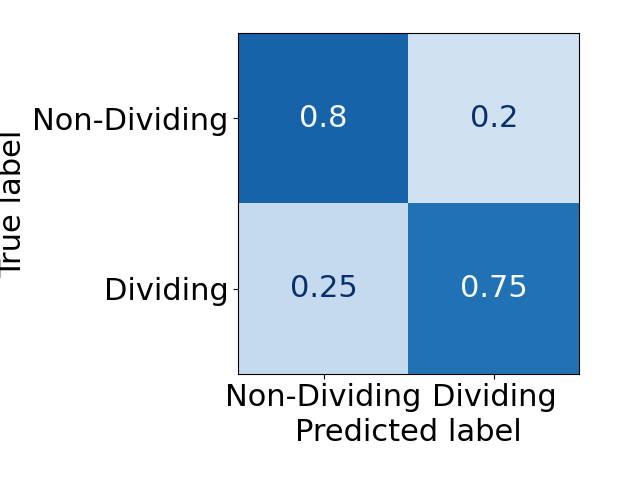 True label
Non-Dividing
0.8 0.2
Dividing
0.25 0.75
Non-Dividing Dividing
Predicted label